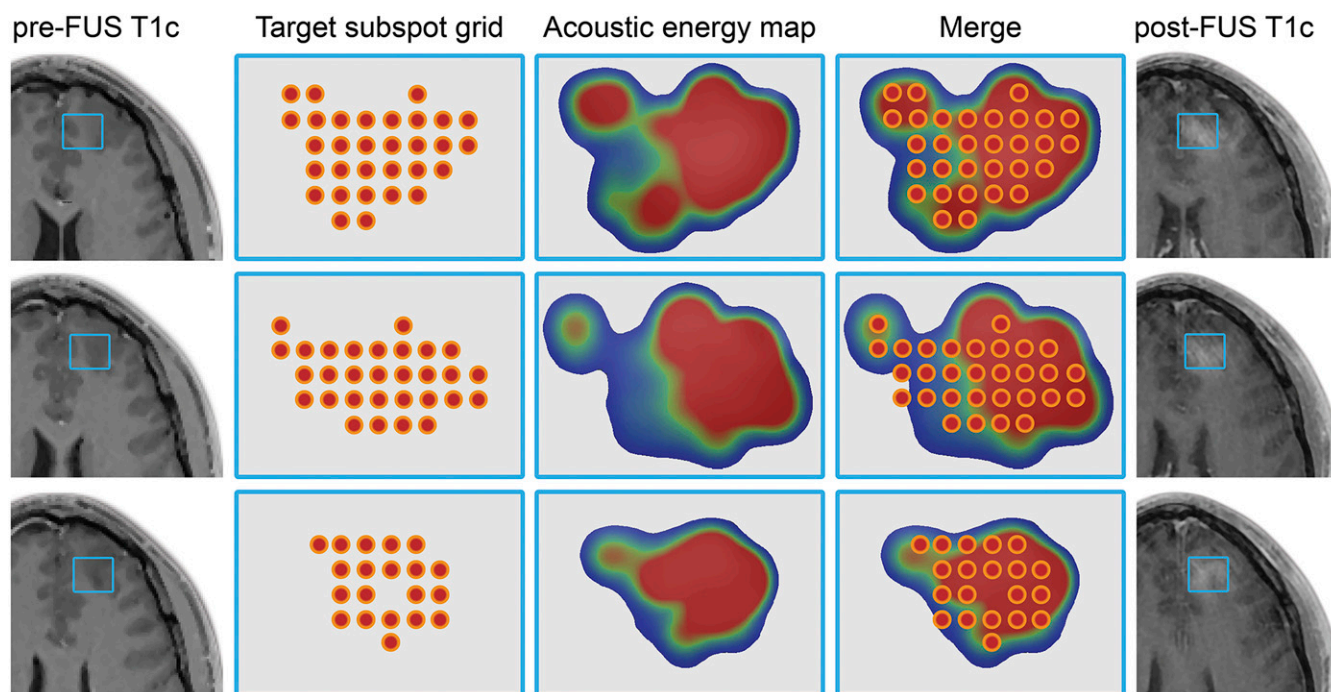 pre-FUS T1c
Target subspot grid
Acoustic energy map
Merge
post-FUS T1c